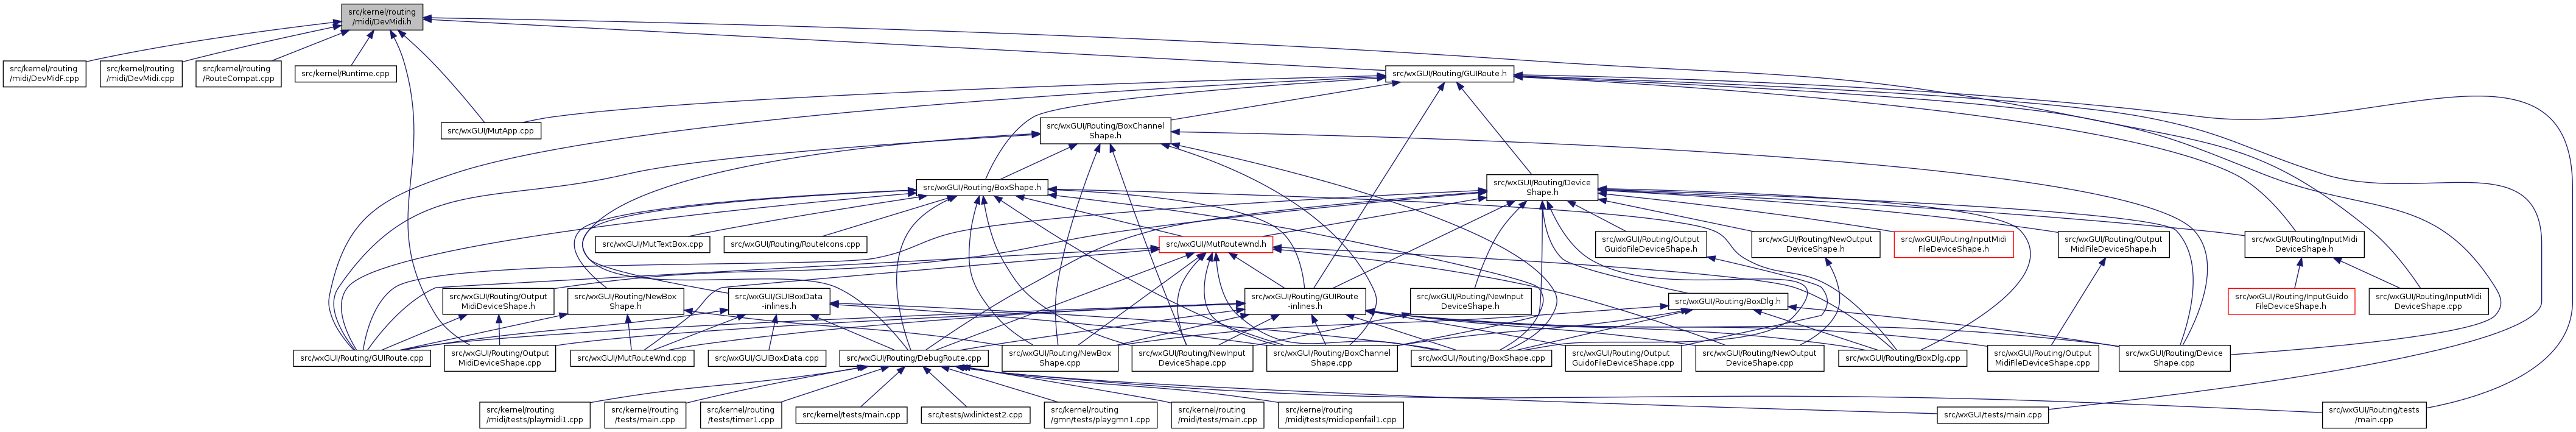 src/kernel/routing
/midi/DevMidi.h
src/kernel/routing
/midi/DevMidF.cpp
src/kernel/routing
/midi/DevMidi.cpp
src/kernel/routing
/RouteCompat.cpp
src/kernel/Runtime.cpp
src/wxGUI/Routing/GUIRoute.h
src/wxGUI/MutApp.cpp
src/wxGUI/Routing/BoxChannel
Shape.h
src/wxGUI/Routing/BoxShape.h
src/wxGUI/Routing/Device
Shape.h
src/wxGUI/MutTextBox.cpp
src/wxGUI/Routing/RouteIcons.cpp
src/wxGUI/MutRouteWnd.h
src/wxGUI/Routing/Output
GuidoFileDeviceShape.h
src/wxGUI/Routing/NewOutput
DeviceShape.h
src/wxGUI/Routing/InputMidi
FileDeviceShape.h
src/wxGUI/Routing/Output
MidiFileDeviceShape.h
src/wxGUI/Routing/InputMidi
DeviceShape.h
src/wxGUI/Routing/Output
MidiDeviceShape.h
src/wxGUI/Routing/NewBox
Shape.h
src/wxGUI/GUIBoxData
-inlines.h
src/wxGUI/Routing/GUIRoute
-inlines.h
src/wxGUI/Routing/NewInput
DeviceShape.h
src/wxGUI/Routing/BoxDlg.h
src/wxGUI/Routing/InputGuido
FileDeviceShape.h
src/wxGUI/Routing/InputMidi
DeviceShape.cpp
src/wxGUI/Routing/GUIRoute.cpp
src/wxGUI/Routing/Output
MidiDeviceShape.cpp
src/wxGUI/MutRouteWnd.cpp
src/wxGUI/GUIBoxData.cpp
src/wxGUI/Routing/DebugRoute.cpp
src/wxGUI/Routing/NewBox
Shape.cpp
src/wxGUI/Routing/NewInput
DeviceShape.cpp
src/wxGUI/Routing/BoxChannel
Shape.cpp
src/wxGUI/Routing/BoxShape.cpp
src/wxGUI/Routing/Output
GuidoFileDeviceShape.cpp
src/wxGUI/Routing/NewOutput
DeviceShape.cpp
src/wxGUI/Routing/BoxDlg.cpp
src/wxGUI/Routing/Output
MidiFileDeviceShape.cpp
src/wxGUI/Routing/Device
Shape.cpp
src/kernel/routing
/midi/tests/playmidi1.cpp
src/kernel/routing
/tests/main.cpp
src/kernel/routing
/tests/timer1.cpp
src/kernel/tests/main.cpp
src/tests/wxlinktest2.cpp
src/kernel/routing
/gmn/tests/playgmn1.cpp
src/kernel/routing
/midi/tests/main.cpp
src/kernel/routing
/midi/tests/midiopenfail1.cpp
src/wxGUI/tests/main.cpp
src/wxGUI/Routing/tests
/main.cpp